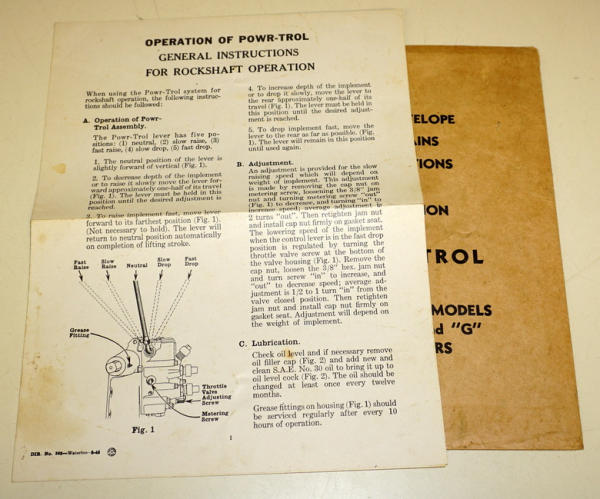 OPERATION OF POWR-TROL
GENERAL INSTRUCTIONS
FOR ROCKSHAFT OPERATION
When using the Powr-Trol system for
rockshaft operation, the following instruc-
tions should be followed:
A. Operation of Powr-
Trol Assembly.
The Powr-Trol lever has five po-
sitions: (1) neutral, (2) slow raise, (3)
fast raise, (4) slow drop, (5) fast drop.
1. The neutral position of the lever is
slightly forward of vertical (Fig. 1).
2. To decrease depth of the implement
or to raise it slowly move the lever for-
ward approximately one-half of its travel
(Fig. 1). The lever must be held in this
position until the desired adjustment is
reached.
3. To raise implement fast, move lever
forward to its farthest position (Fig. 1).
(Not necessary to hold). The lever will
return to neutral position automatically
on completion of lifting stroke.
Fast
Raise
Slow
Raise
Neutral
Slow
Drop
Fast
Drop
Grease
Fitting
Throttle
Valve
Adjusting
Screw
Metering
Screw
Fig. 1
4. To increase depth of the implement
or to drop it slowly, move the lever to
the rear approximately one-half of its
travel (Fig. 1). The lever must be held in
this position until the desired adjust-
ment is reached.
5. To drop implement fast, move the
lever to the rear as far as possible. (Fig.
1). The lever will remain in this position
until used again.
B. Adjustment.
An adjustment is provided for the slow
raising speed which will depend on
weight of implement. This adjustment
is made by removing the cap nut on
metering screw, loosening the 3/8" jam
nut and turning metering screw "out"
(Fig. 1) to decrease, and turning "in" to
increase speed; average adjustment is
2 turns "out". Then retighten jam nut
and install cap nut firmly on gasket seat.
The lowering speed of the implement
when the control lever is in the fast drop
position is regulated by turning the
throttle valve screw at the bottom of
the valve housing (Fig. 1). Remove the
cap nut, loosen the 3/8" hex. jam nut
and turn screw "in" to increase, and
"out" to decrease speed; average ad-
justment is 1/2 to 1 turn "in" from the
valve closed position. Then retighten
jam nut and install cap nut firmly on
gasket seat. Adjustment will depend on
the weight of implement.
C. Lubrication.
Check oil level and if necessary remove
oil filler cap (Fig. 2) and add new and
clean S.A.E. No. 30 oil to bring it up to
oil level cock (Fig. 2). The oil should be
changed at least once every twelve
months.
Grease fittings on housing (Fig. 1) should
be serviced regularly after every 10
hours of operation.
1
VELOPE
AINS
TIONS
ON
TROL
MODELS
d "G"
RS